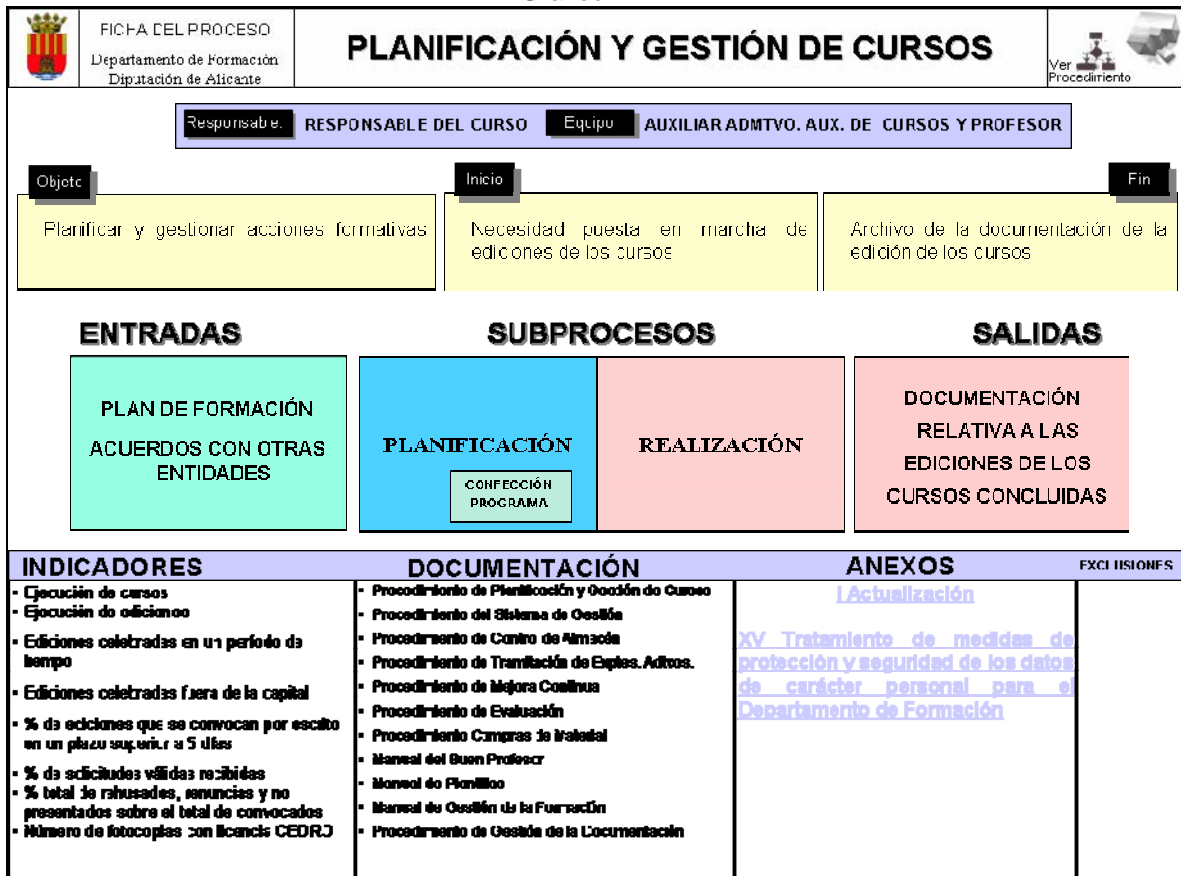 FICHA DEL PROCESO
Departamento de Formación
Diputación de Alicante
PLANIFICACIÓN Y GESTIÓN DE CURSOS
Ver
Procedimiento
Responsable. RESPONSABLE DEL CURSO Equipo AUXILIAR ADMTVO. AUX. DE CURSOS Y PROFESOR
Objeto
Inicio
Fin
Planificar y gestionar acciones formativas
Necesidad puesta en marcha de
ediciones de los cursos
Archivo de la documentación de la
edición de los cursos
ENTRADAS
SUBPROCESOS
SALIDAS
PLAN DE FORMACIÓN
ACUERDOS CON OTRAS
ENTIDADES
PLANIFICACIÓN
CONFECCIÓN
PROGRAMA
REALIZACIÓN
DOCUMENTACIÓN
RELATIVA A LAS
EDICIONES DE LOS
CURSOS CONCLUIDAS
INDICADORES
- Ejecución de cursos
- Ejecución de ediciones
- Ediciones celebradas en un período de
tiempo
- Ediciones celebradas fuera de la capital
- % de ediciones que se convocan por escrito
en un plazo superior a 5 días
- % de solicitudes válidas recibidas
- % total de rehusados, renuncias y no
presentados sobre el total de convocados
- Número de fotocopias con licencia CEDRO
DOCUMENTACIÓN
- Procedimiento de Planificación y Gestión de Cursos
- Procedimiento del Sistema de Gestión
- Procedimiento de Contro de Almacén
- Procedimiento de Tramitación de Exptes. Adtivos.
- Procedimiento de Mejora Continua
- Procedimiento de Evaluación
- Procedimiento Compras de Material
- Manual del Buen Profesor
- Manual de Plantillas
- Manual de Gestión de la Formación
- Procedimiento de Gestión de la Documentación
ANEXOS
I Actualización
XV Tratamiento de medidas de
protección y seguridad de los datos
de carácter personal para el
Departamento de Formación
EXCLUSIONES